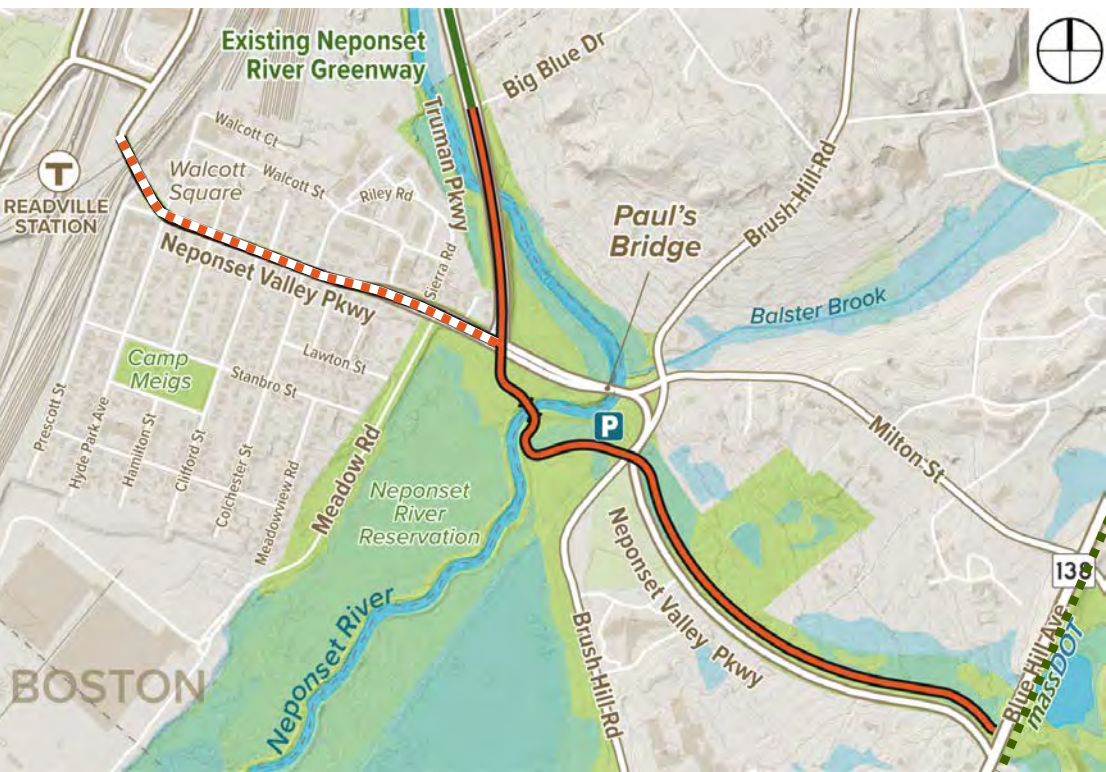 Existing Neponset
River Greenway
Big Blue Dr
Truman Pkwy
Walcott Ct
Walcott
Square
Walcott St
Riley Rd
T
READVILLE
STATION
Sierra Rd
Neponset Valley Pkwy
Paul's
Bridge
Brush-Hill-Rd
Balster Brook
Camp
Meigs
Lawton St
Stanbro St
Prescott St
Hyde Park Ave
Hamilton St
Clifford St
Colchester St
Meadowview Rd
Meadow Rd
P
Milton-St
Neponset
River
Reservation
Neponset Valley Pkwy
138
Neponset River
Brush-Hill-Rd
Blue Hill Ave
massDOT
BOSTON